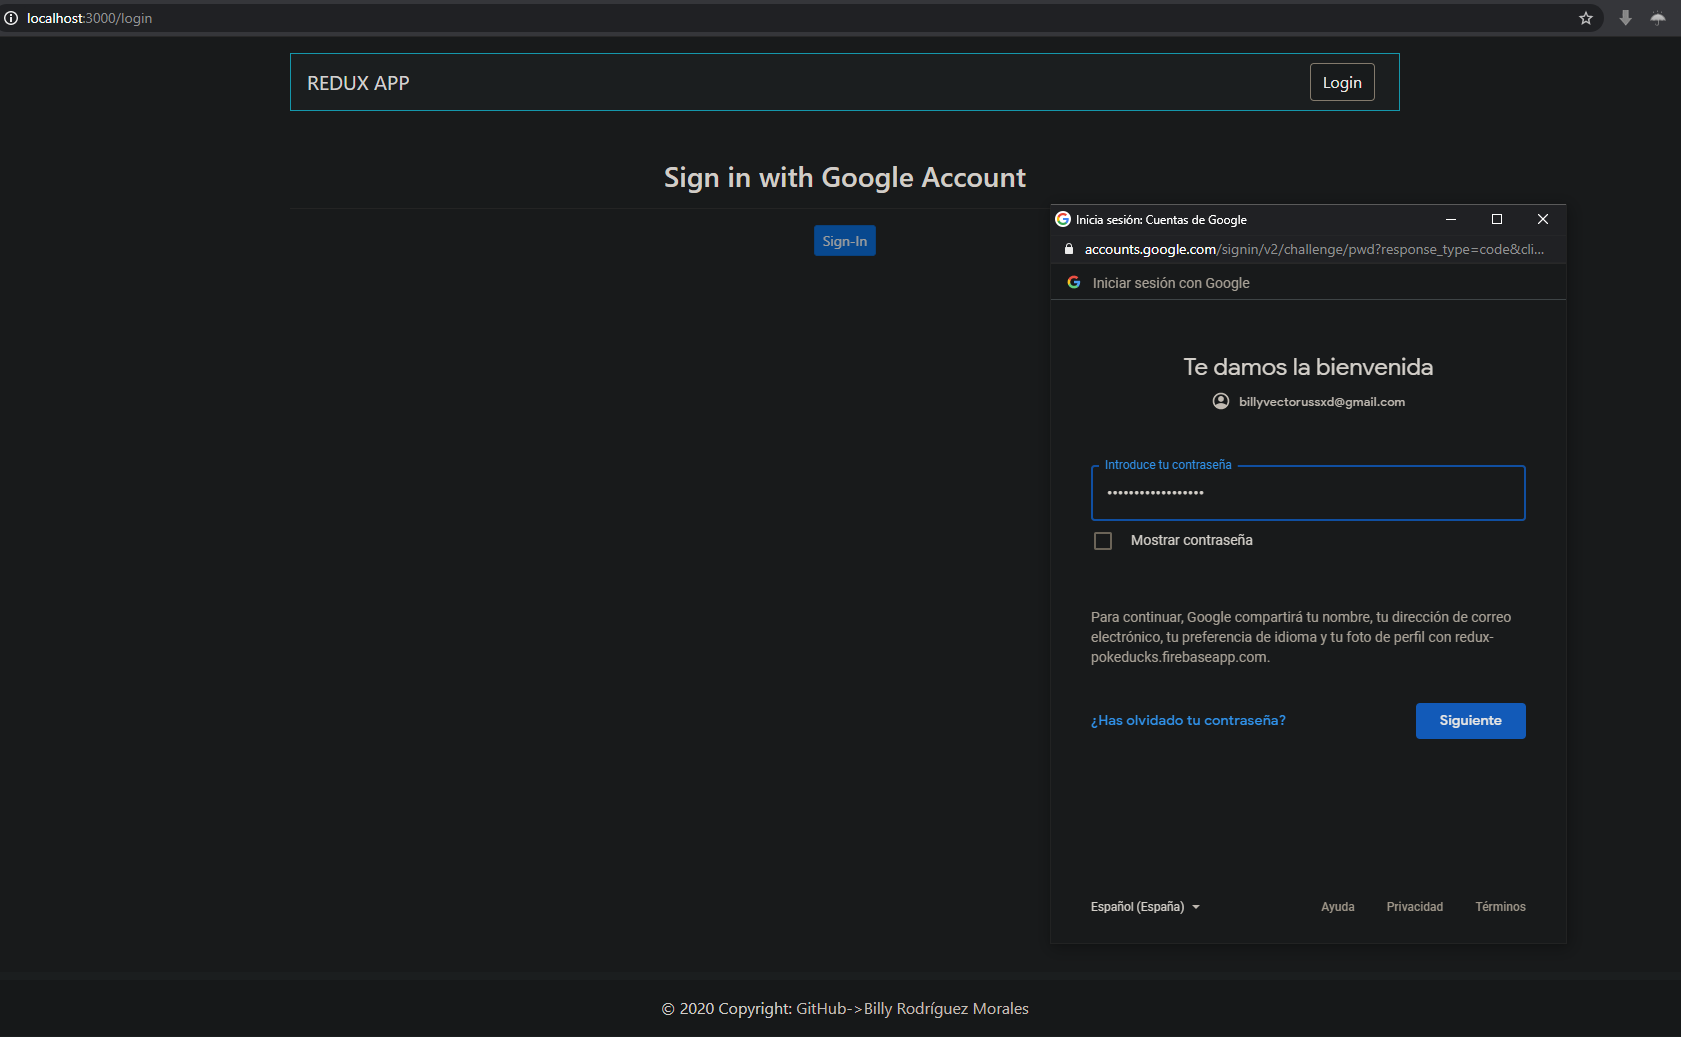 localhost:3000/login
REDUX APP
Login
Sign in with Google Account
Sign-In
Inicia sesión: Cuentas de Google
accounts.google.com/signin/v2/challenge/pwd?response_type=code&cli...
Iniciar sesión con Google
Te damos la bienvenida
billyvectorussxd@gmail.com
Introduce tu contraseña
••••••••••••••••••
Mostrar contraseña
Para continuar, Google compartirá tu nombre, tu dirección de correo
electrónico, tu preferencia de idioma y tu foto de perfil con redux-
pokeducks.firebaseapp.com.
¿Has olvidado tu contraseña?
Siguiente
Español (España)
Ayuda
Privacidad
Términos
© 2020 Copyright: GitHub->Billy Rodríguez Morales